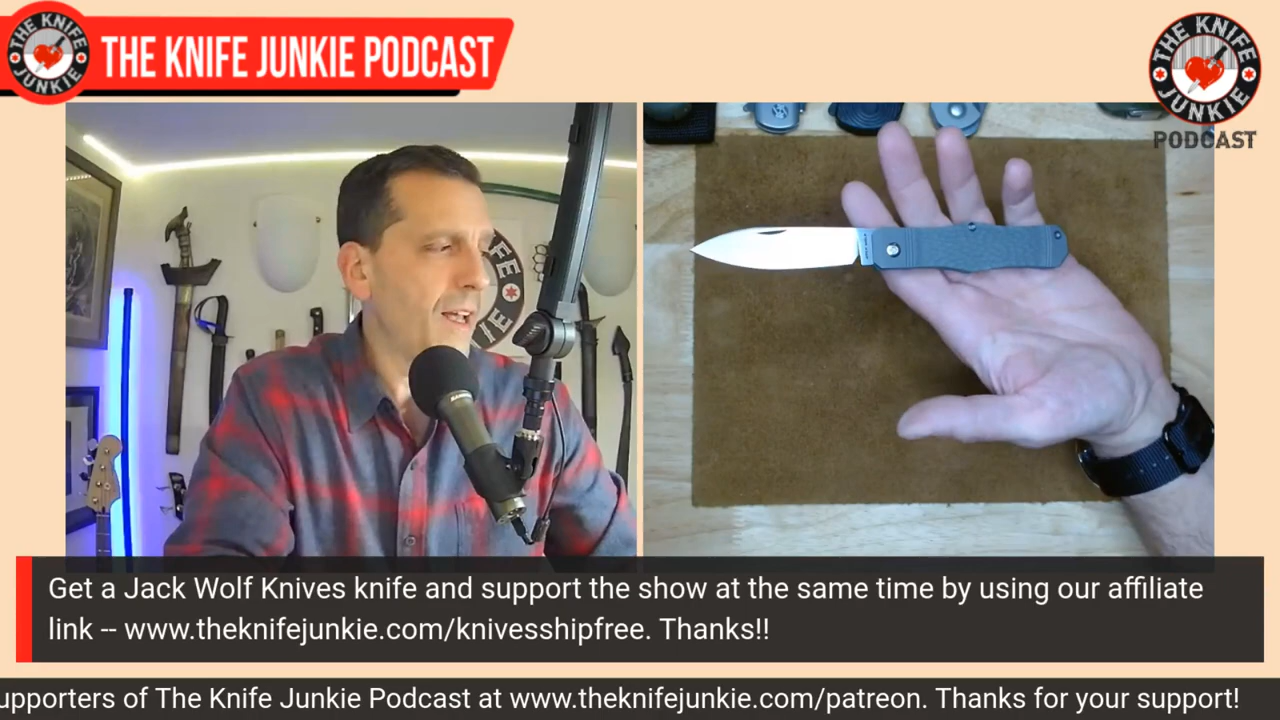 THE KNIFE
JUNKIE
THE KNIFE JUNKIE PODCAST
THE KNIFE
JUNKIE
PODCAST
KNIFE
Get a Jack Wolf Knives knife and support the show at the same time by using our affiliate
link -- www.theknifejunkie.com/knivesshipfree. Thanks!!
upporters of The Knife Junkie Podcast at www.theknifejunkie.com/patreon. Thanks for your support!